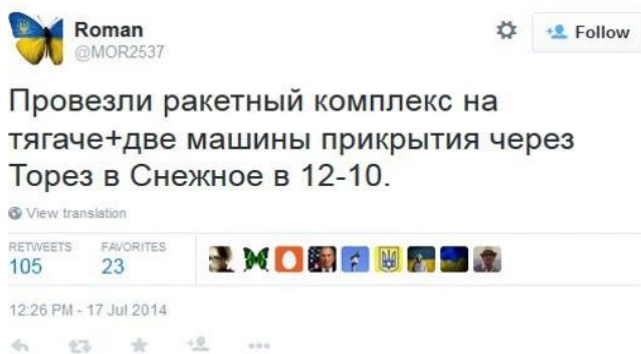 Roman
@MOR2537
Follow
Провезли ракетный комплекс на
тягаче+две машины прикрытия через
Торез в Снежное в 12-10.
View translation
RETWEETS FAVORITES
105 23
12:26 PM - 17 Jul 2014